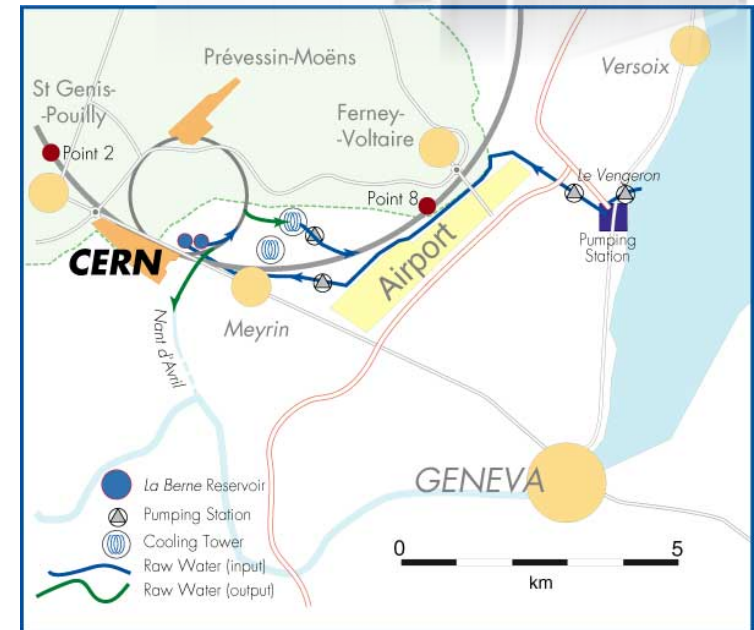 Prévessin-Moëns
Versoix
St Genis-
-Pouilly
Ferney-
-Voltaire
Point 2
Le Vengeron
Point 8
Pumping
Station
Airport
CERN
Meyrin
Nant d'Avril
GENEVA
La Berne Reservoir
Pumping Station
Cooling Tower
Raw Water (input)
Raw Water (output)
0 5
km